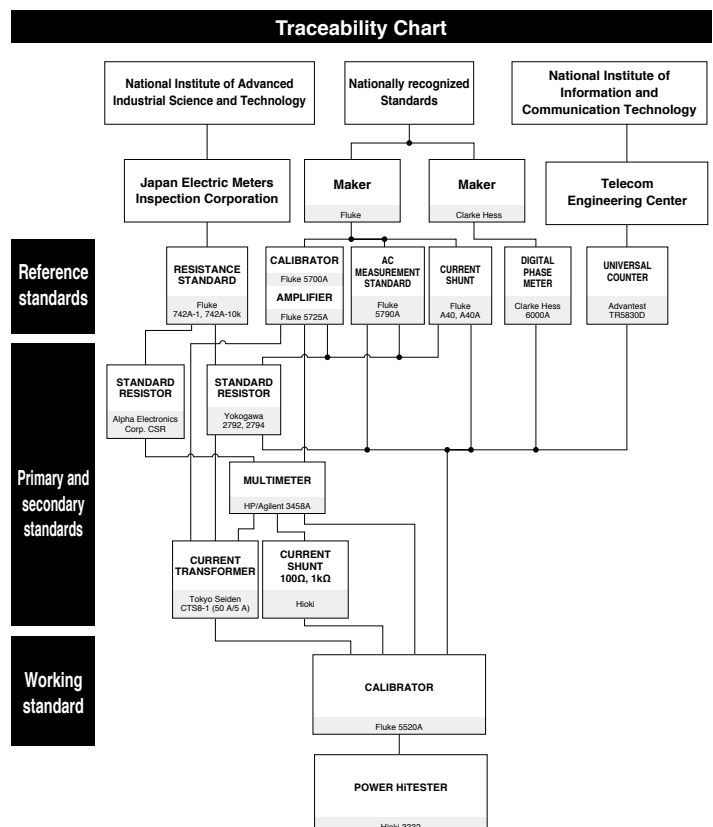 Traceability Chart
National Institute of Advanced
Industrial Science and Technology
Nationally recognized
Standards
National Institute of
Information and
Communication Technology
Japan Electric Meters
Inspection Corporation
Maker
Fluke
Maker
Clarke Hess
Telecom
Engineering Center
Reference
standards
RESISTANCE
STANDARD
Fluke
742A-1, 742A-10k
CALIBRATOR
Fluke 5700A
AMPLIFIER
Fluke 5725A
AC
MEASUREMENT
STANDARD
Fluke
5790A
CURRENT
SHUNT
Fluke
A40, A40A
DIGITAL
PHASE
METER
Clarke Hess
6000A
UNIVERSAL
COUNTER
Advantest
TR5830D
Primary and
secondary
standards
STANDARD
RESISTOR
Alpha Electronics
Corp. CSR
STANDARD
RESISTOR
Yokogawa
2792, 2794
MULTIMETER
HP/Agilent 3458A
CURRENT
TRANSFORMER
Tokyo Seiden
CTS8-1 (50 A/5 A)
CURRENT
SHUNT
100Ω, 1kΩ
Hioki
Working
standard
CALIBRATOR
Fluke 5520A
POWER HiTESTER
Hioki 3332